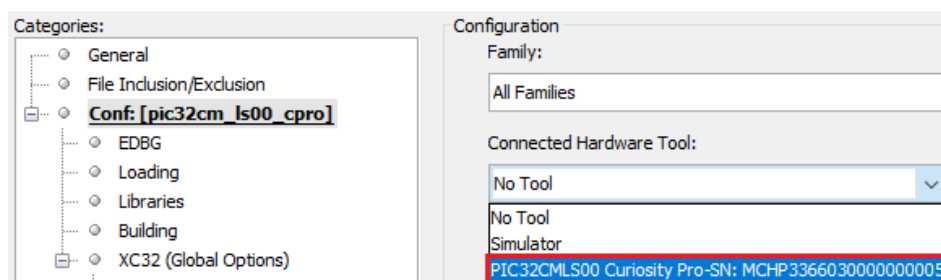 Categories:
General
File Inclusion/Exclusion
Conf: [pic32cm_ls00_cpro]
EDBG
Loading
Libraries
Building
XC32 (Global Options)
Configuration
Family:
All Families
Connected Hardware Tool:
No Tool
No Tool
Simulator
PIC32CMLS00 Curiosity Pro-SN: